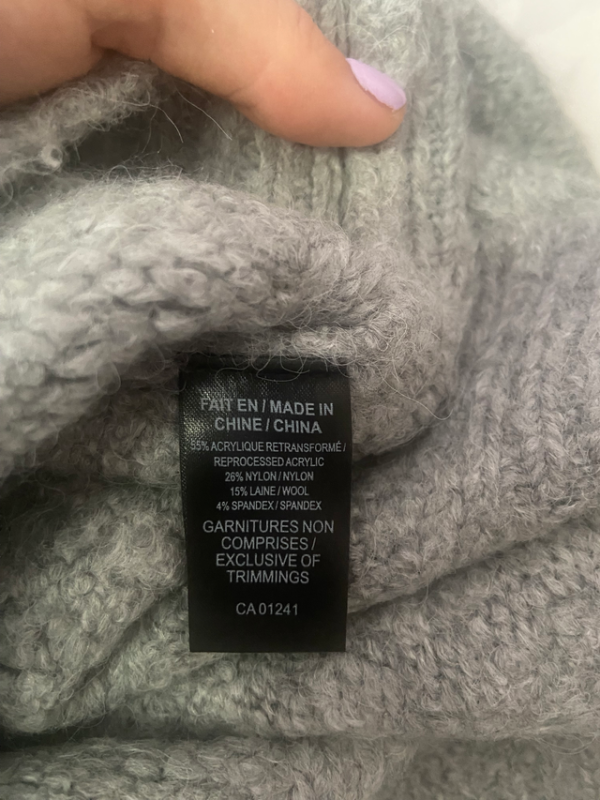 FAIT EN / MADE IN
CHINE / CHINA
55% ACRYLIQUE RETRANSFORMÉ /
REPROCESSED ACRYLIC
26% NYLON / NYLON
15% LAINE / WOOL
4% SPANDEX / SPANDEX
GARNITURES NON
COMPRISES /
EXCLUSIVE OF
TRIMMINGS
CA 01241